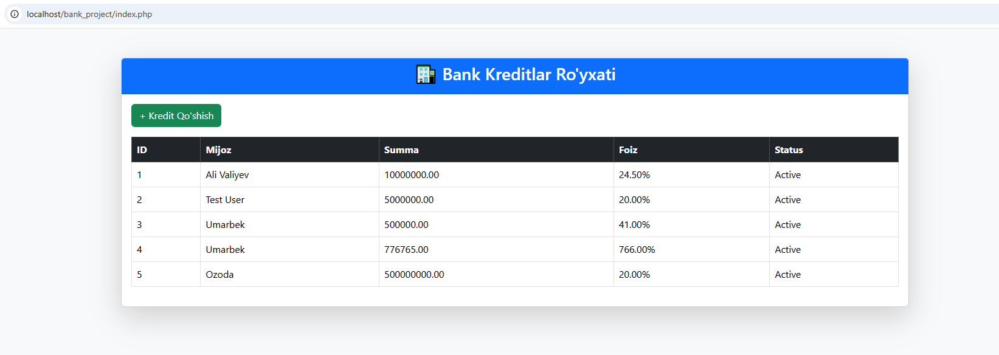 localhost/bank_project/index.php
Bank Kreditlar Ro'yxati
+ Kredit Qo'shish
ID Mijoz Summa Foiz Status
1 Ali Valiyev 10000000.00 24.50% Active
2 Test User 5000000.00 20.00% Active
3 Umarbek 500000.00 41.00% Active
4 Umarbek 776765.00 766.00% Active
5 Ozoda 500000000.00 20.00% Active